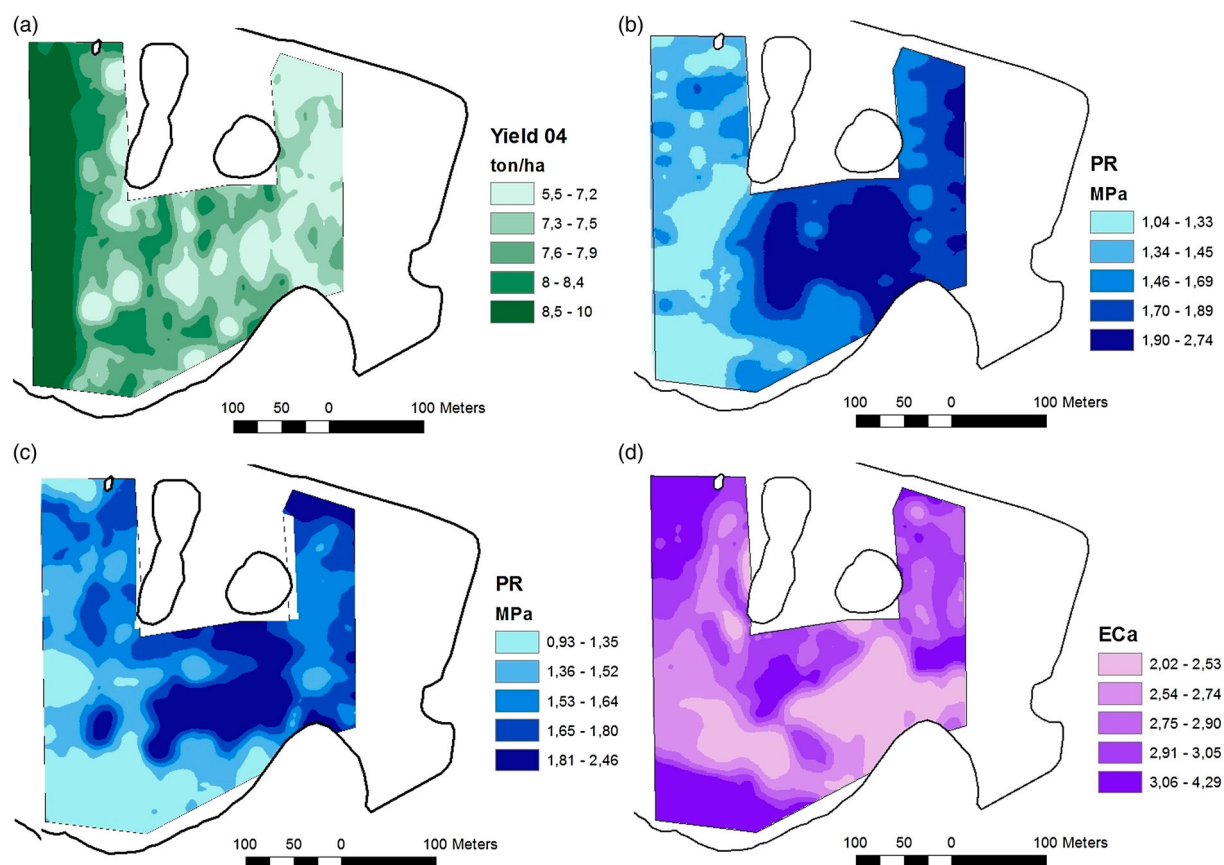 (a)
Yield 04
ton/ha
5,5 - 7,2
7,3 - 7,5
7,6 - 7,9
8 - 8,4
8,5 - 10
100 50 0 100 Meters
(b)
PR
MPa
1,04 - 1,33
1,34 - 1,45
1,46 - 1,69
1,70 - 1,89
1,90 - 2,74
100 50 0 100 Meters
(c)
PR
MPa
0,93 - 1,35
1,36 - 1,52
1,53 - 1,64
1,65 - 1,80
1,81 - 2,46
100 50 0 100 Meters
(d)
ECa
2,02 - 2,53
2,54 - 2,74
2,75 - 2,90
2,91 - 3,05
3,06 - 4,29
100 50 0 100 Meters